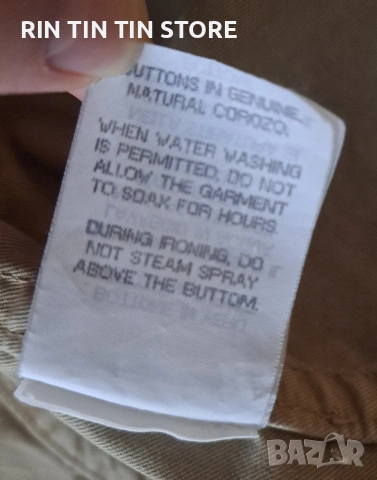 RIN TIN TIN STORE
BUTTONS IN GENUINE
NATURAL COROZO.
WHEN WATER WASHING
IS PERMITTED, DO NOT
ALLOW THE GARMENT
TO SOAK FOR HOURS.
DURING IRONING, DO
NOT STEAM SPRAY
ABOVE THE BUTTOM.
BAZAR